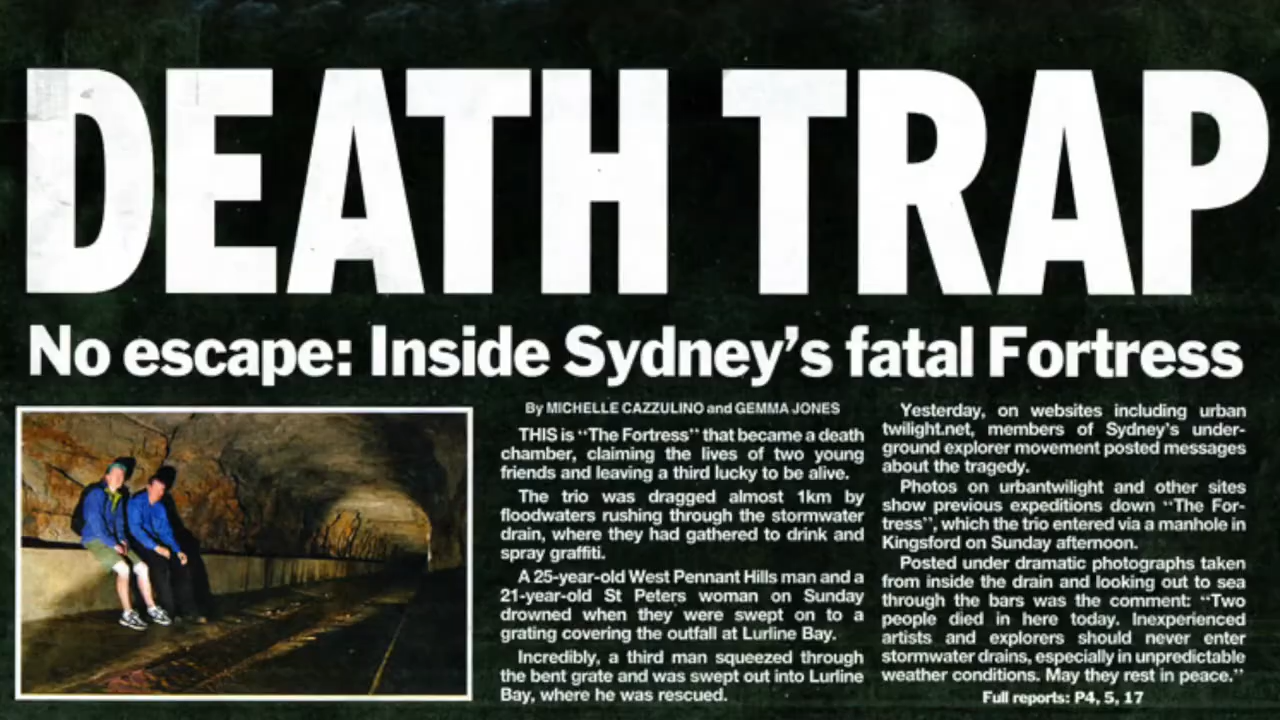 DEATH TRAP
No escape: Inside Sydney's fatal Fortress
By MICHELLE CAZZULINO and GEMMA JONES
THIS is "The Fortress" that became a death
chamber, claiming the lives of two young
friends and leaving a third lucky to be alive.
The trio was dragged almost 1km by
floodwaters rushing through the stormwater
drain, where they had gathered to drink and
spray graffiti.
A 25-year-old West Pennant Hills man and a
21-year-old St Peters woman on Sunday
drowned when they were swept on to a
grating covering the outfall at Lurline Bay.
Incredibly, a third man squeezed through
the bent grate and was swept out into Lurline
Bay, where he was rescued.
Yesterday, on websites including urban
twilight.net, members of Sydney's under-
ground explorer movement posted messages
about the tragedy.
Photos on urbantwilight and other sites
show previous expeditions down "The For-
tress", which the trio entered via a manhole in
Kingsford on Sunday afternoon.
Posted under dramatic photographs taken
from inside the drain and looking out to sea
through the bars was the comment: "Two
people died in here today. Inexperienced
artists and explorers should never enter
stormwater drains, especially in unpredictable
weather conditions. May they rest in peace."
Full reports: P4, 5, 17